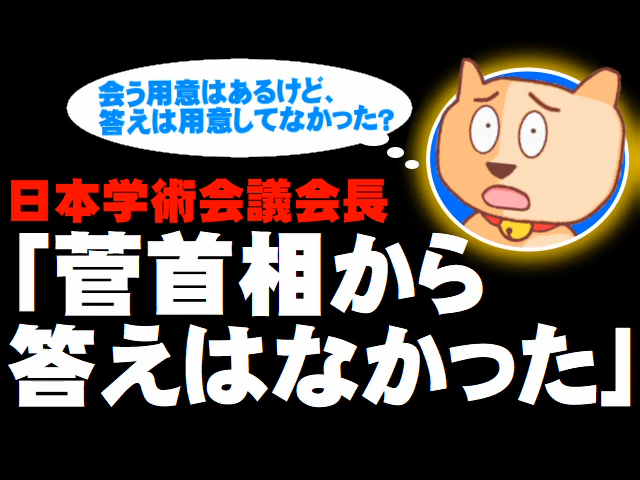 会う用意はあるけど、
答えは用意してなかった?
日本学術会議会長
「菅首相から
答えはなかった」